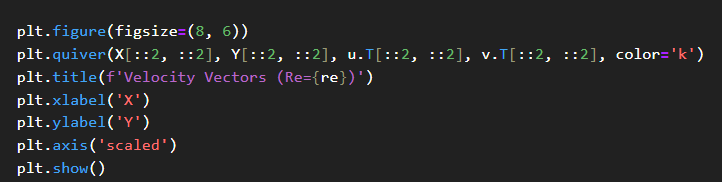 plt.figure(figsize=(8, 6))
plt.quiver(X[::2, ::2], Y[::2, ::2], u.T[::2, ::2], v.T[::2, ::2], color='k')
plt.title(f'Velocity Vectors (Re={re})')
plt.xlabel('X')
plt.ylabel('Y')
plt.axis('scaled')
plt.show()